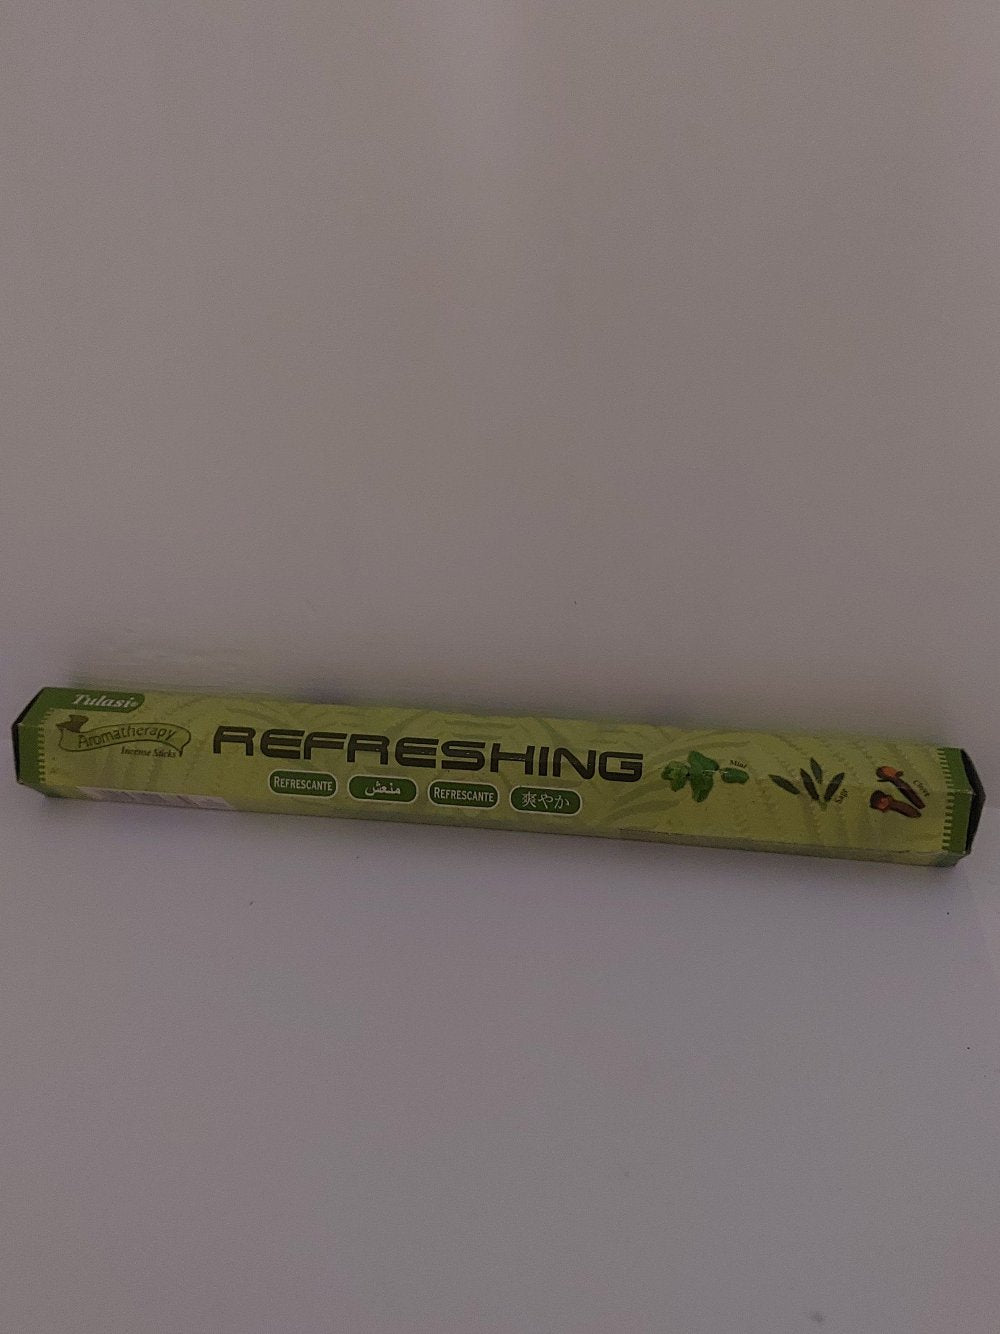 Tulasi®
Aromatherapy
Incense Sticks
REFRESHING
REFRESCANTE
منعش
REFRESCANTE
爽やか
Mint
Sage
Clove